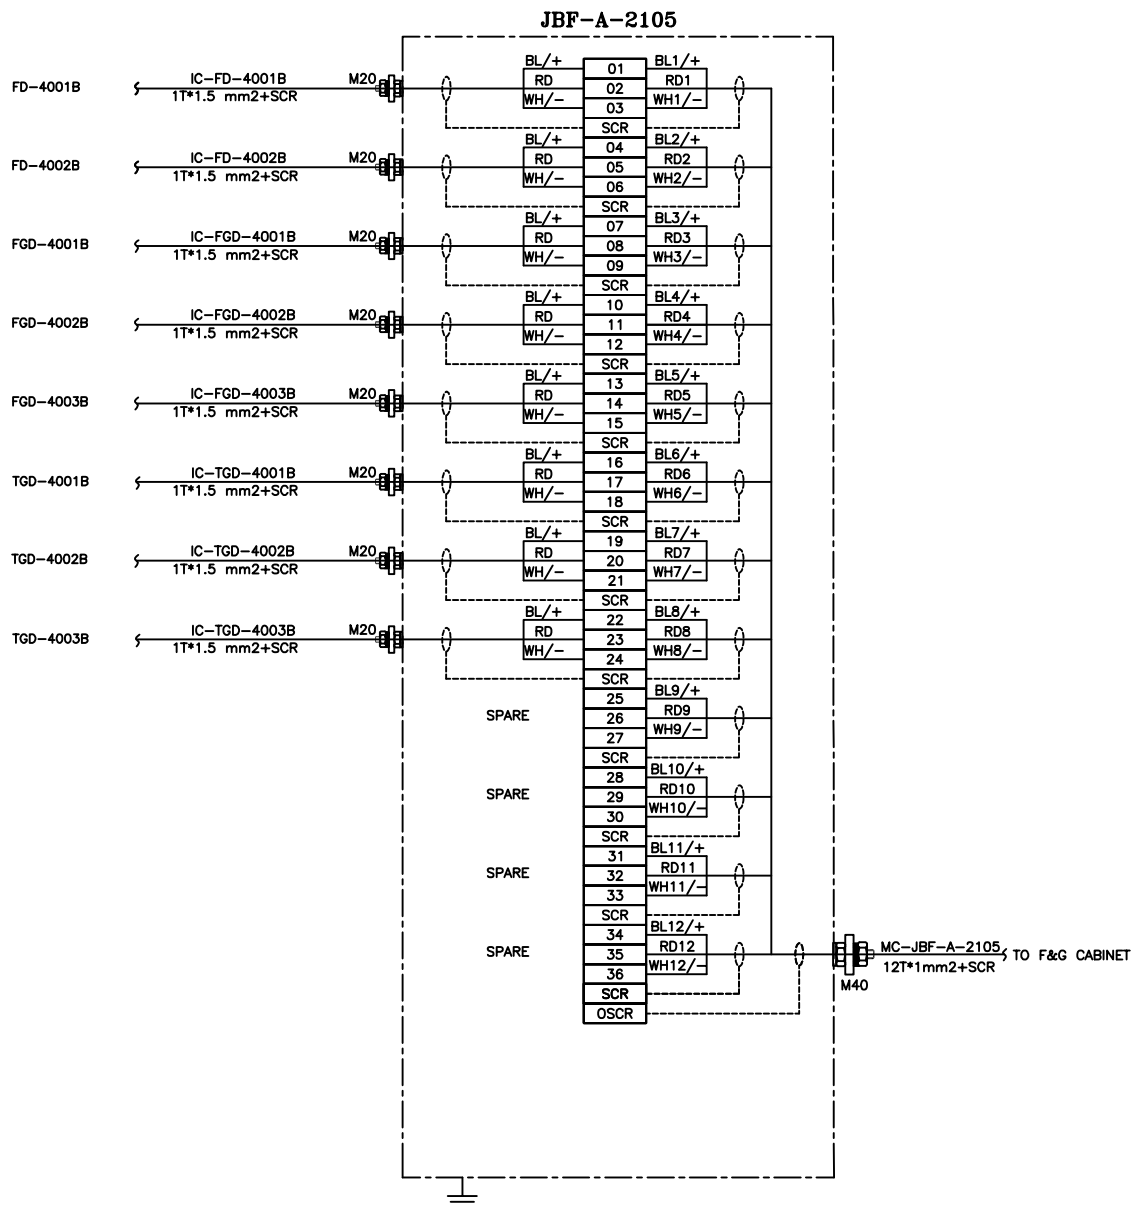 JBF-A-2105
BL/+ 01 BL1/+
FD-4001B IC-FD-4001B M20 RD 02 RD1
1T*1.5 mm2+SCR WH/- 03 WH1/-
SCR
BL/+ 04 BL2/+
FD-4002B IC-FD-4002B M20 RD 05 RD2
1T*1.5 mm2+SCR WH/- 06 WH2/-
SCR
BL/+ 07 BL3/+
FGD-4001B IC-FGD-4001B M20 RD 08 RD3
1T*1.5 mm2+SCR WH/- 09 WH3/-
SCR
BL/+ 10 BL4/+
FGD-4002B IC-FGD-4002B M20 RD 11 RD4
1T*1.5 mm2+SCR WH/- 12 WH4/-
SCR
BL/+ 13 BL5/+
FGD-4003B IC-FGD-4003B M20 RD 14 RD5
1T*1.5 mm2+SCR WH/- 15 WH5/-
SCR
BL/+ 16 BL6/+
TGD-4001B IC-TGD-4001B M20 RD 17 RD6
1T*1.5 mm2+SCR WH/- 18 WH6/-
SCR
BL/+ 19 BL7/+
TGD-4002B IC-TGD-4002B M20 RD 20 RD7
1T*1.5 mm2+SCR WH/- 21 WH7/-
SCR
BL/+ 22 BL8/+
TGD-4003B IC-TGD-4003B M20 RD 23 RD8
1T*1.5 mm2+SCR WH/- 24 WH8/-
SCR
25 BL9/+
SPARE 26 RD9
27 WH9/-
SCR
28 BL10/+
SPARE 29 RD10
30 WH10/-
SCR
31 BL11/+
SPARE 32 RD11
33 WH11/-
SCR
34 BL12/+
SPARE 35 RD12 MC-JBF-A-2105 TO F&G CABINET
36 WH12/- 12T*1mm2+SCR
M40
SCR
OSCR